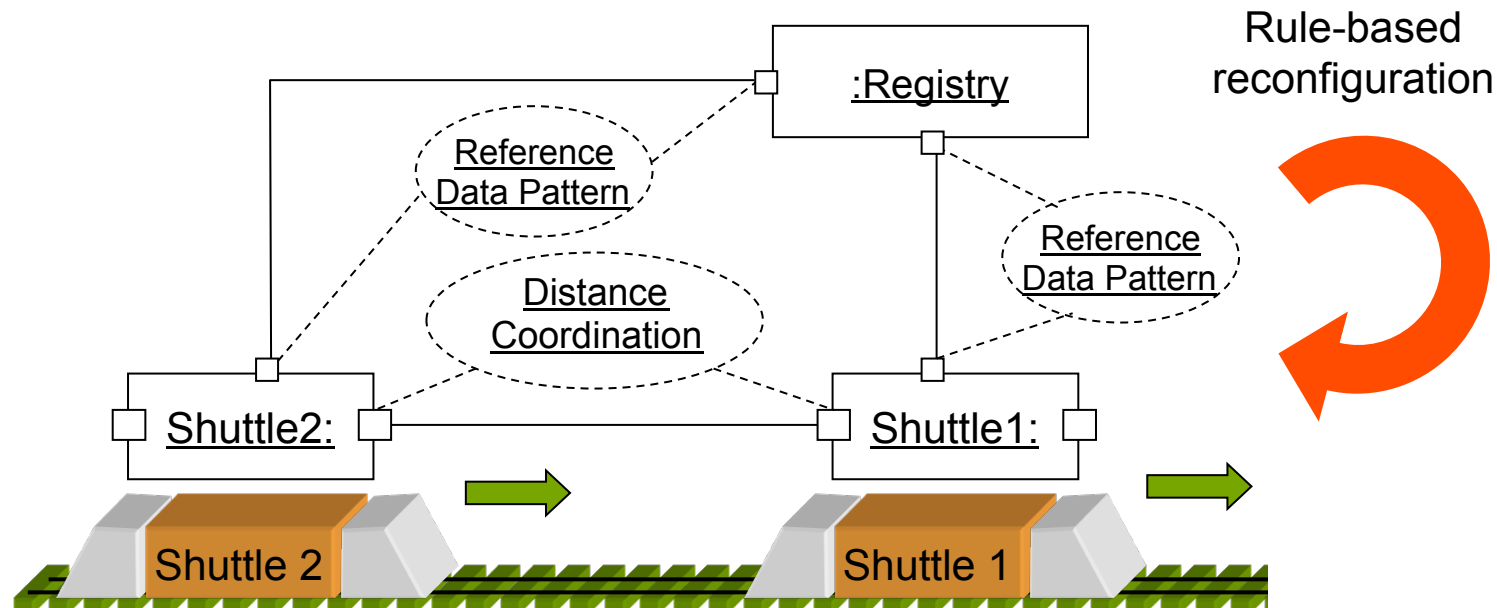 Rule-based
reconfiguration
:Registry
Reference
Data Pattern
Reference
Data Pattern
Distance
Coordination
Shuttle2:
Shuttle1:
Shuttle 2
Shuttle 1